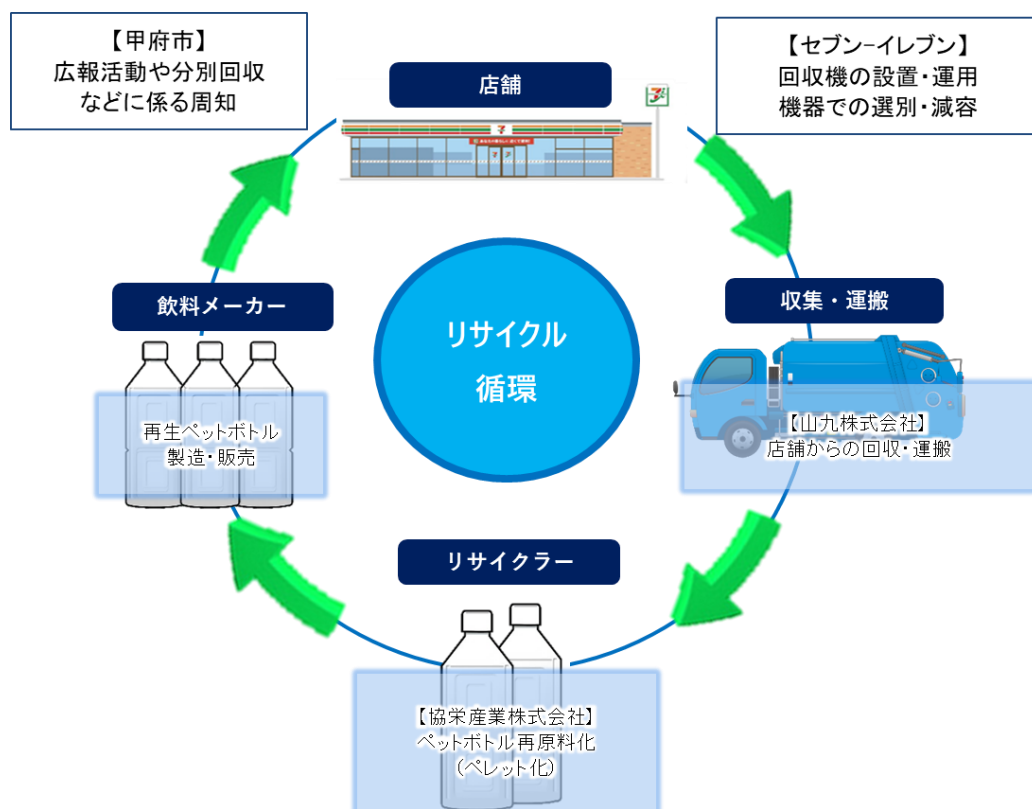 【甲府市】
広報活動や分別回収
などに係る周知
店舗
【セブン-イレブン】
回収機の設置・運用
機器での選別・減容
飲料メーカー
収集・運搬
リサイクル
循環
再生ペットボトル
製造・販売
【山九株式会社】
店舗からの回収・運搬
リサイクラー
【協栄産業株式会社】
ペットボトル再原料化
(ペレット化)